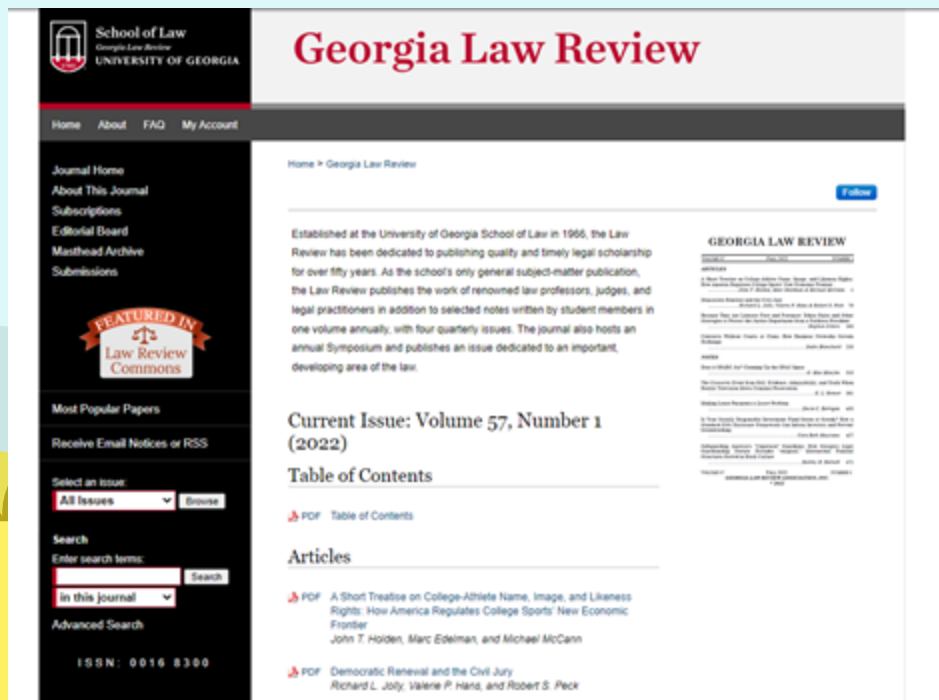 School of Law
Georgia Law Review
UNIVERSITY OF GEORGIA
Georgia Law Review
Home About FAQ My Account
Journal Home
About This Journal
Subscriptions
Editorial Board
Masthead Archive
Submissions
FEATURED IN
Law Review
Commons
Most Popular Papers
Receive Email Notices or RSS
Select an issue:
All Issues Browse
Search
Enter search terms:
Search
in this journal
Advanced Search
ISSN: 0016 8300
Home > Georgia Law Review
Follow
Established at the University of Georgia School of Law in 1966, the Law
Review has been dedicated to publishing quality and timely legal scholarship
for over fifty years. As the school's only general subject-matter publication,
the Law Review publishes the work of renowned law professors, judges, and
legal practitioners in addition to selected notes written by student members in
one volume annually, with four quarterly issues. The journal also hosts an
annual Symposium and publishes an issue dedicated to an important,
developing area of the law.
GEORGIA LAW REVIEW
ARTICLES
NOTES
Current Issue: Volume 57, Number 1
(2022)
Table of Contents
PDF Table of Contents
Articles
PDF A Short Treatise on College-Athlete Name, Image, and Likeness
Rights: How America Regulates College Sports' New Economic
Frontier
John T. Holden, Marc Edelman, and Michael McCann
PDF Democratic Renewal and the Civil Jury
Richard L. Jolly, Valerie P. Hans, and Robert S. Peck